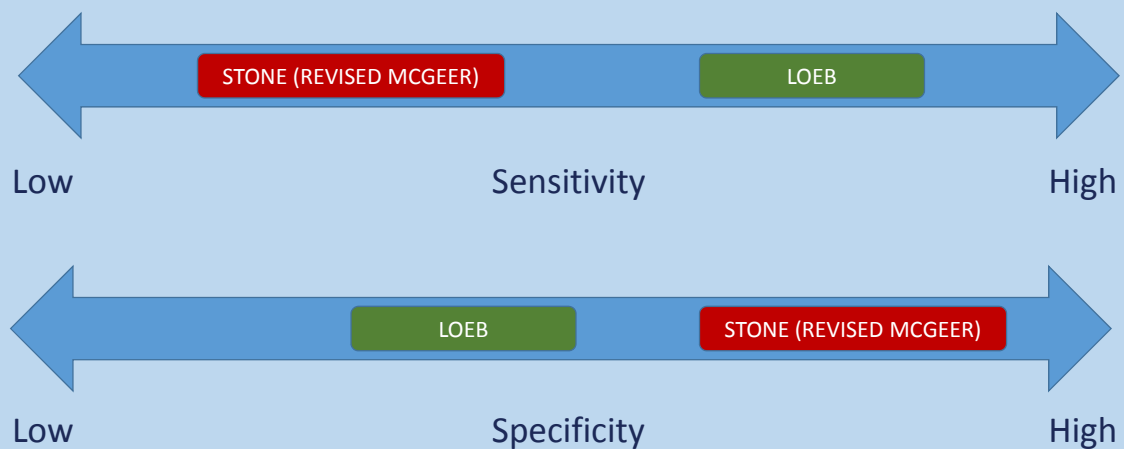 STONE (REVISED MCGEER) LOEB
Low Sensitivity High
LOEB STONE (REVISED MCGEER)
Low Specificity High